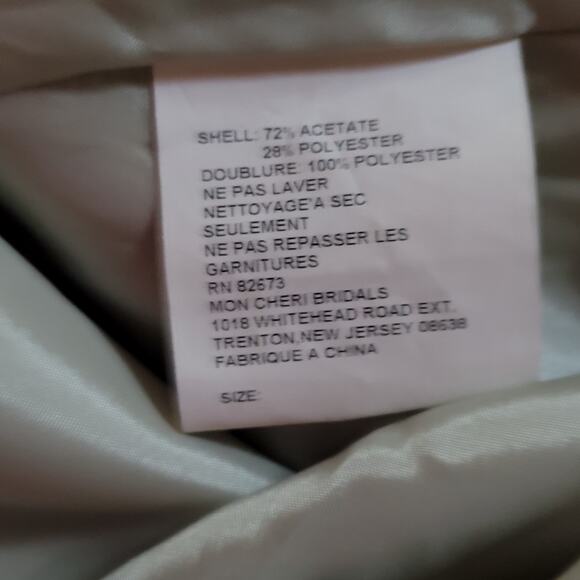 SHELL: 72% ACETATE
28% POLYESTER
DOUBLURE: 100% POLYESTER
NE PAS LAVER
NETTOYAGE'A SEC
SEULEMENT
NE PAS REPASSER LES
GARNITURES
RN 82673
MON CHERI BRIDALS
1018 WHITEHEAD ROAD EXT.
TRENTON,NEW JERSEY 08638
FABRIQUE A CHINA
SIZE: